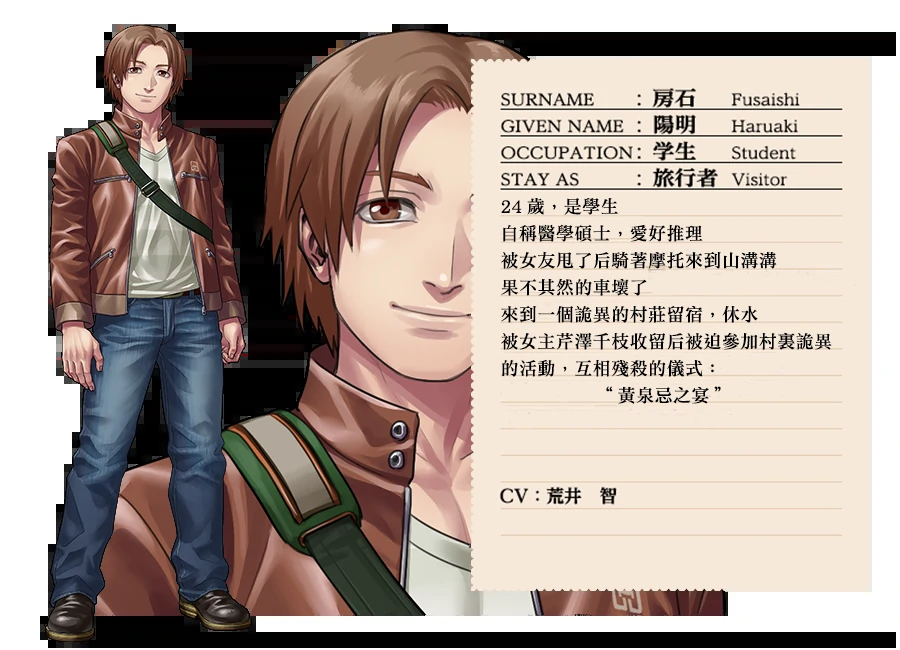 SURNAME : 房石 Fusaishi
GIVEN NAME : 陽明 Haruaki
OCCUPATION : 学生 Student
STAY AS : 旅行者 Visitor
24 歲，是學生
自稱醫學碩士，愛好推理
被女友甩了后騎著摩托來到山溝溝
果不其然的車壞了
來到一個詭異的村莊留宿，休水
被女主芹澤千枝收留后被迫參加村裏詭異
的活動，互相殘殺的儀式：
“黃泉忌之宴”
CV：荒井 智